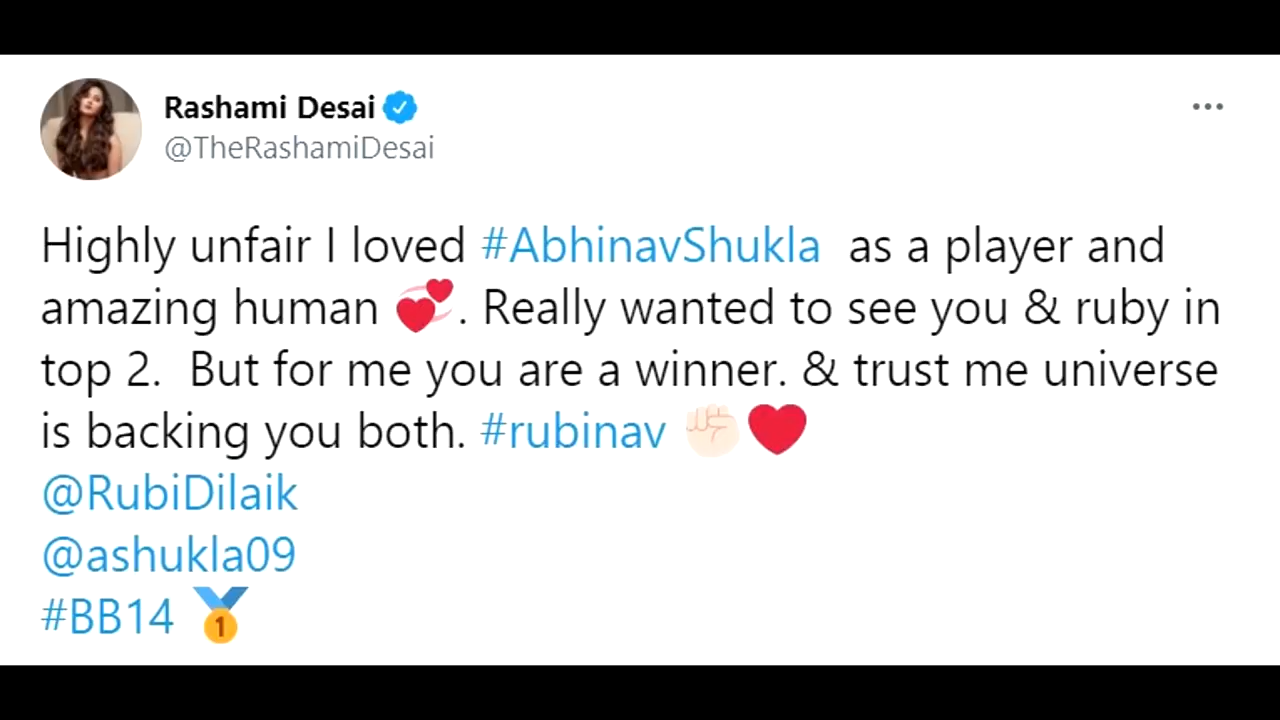 Rashami Desai
@TheRashamiDesai
Highly unfair I loved #AbhinavShukla as a player and
amazing human 💞. Really wanted to see you & ruby in
top 2. But for me you are a winner. & trust me universe
is backing you both. #rubinav ✊🏻❤️
@RubiDilaik
@ashukla09
#BB14 🥇